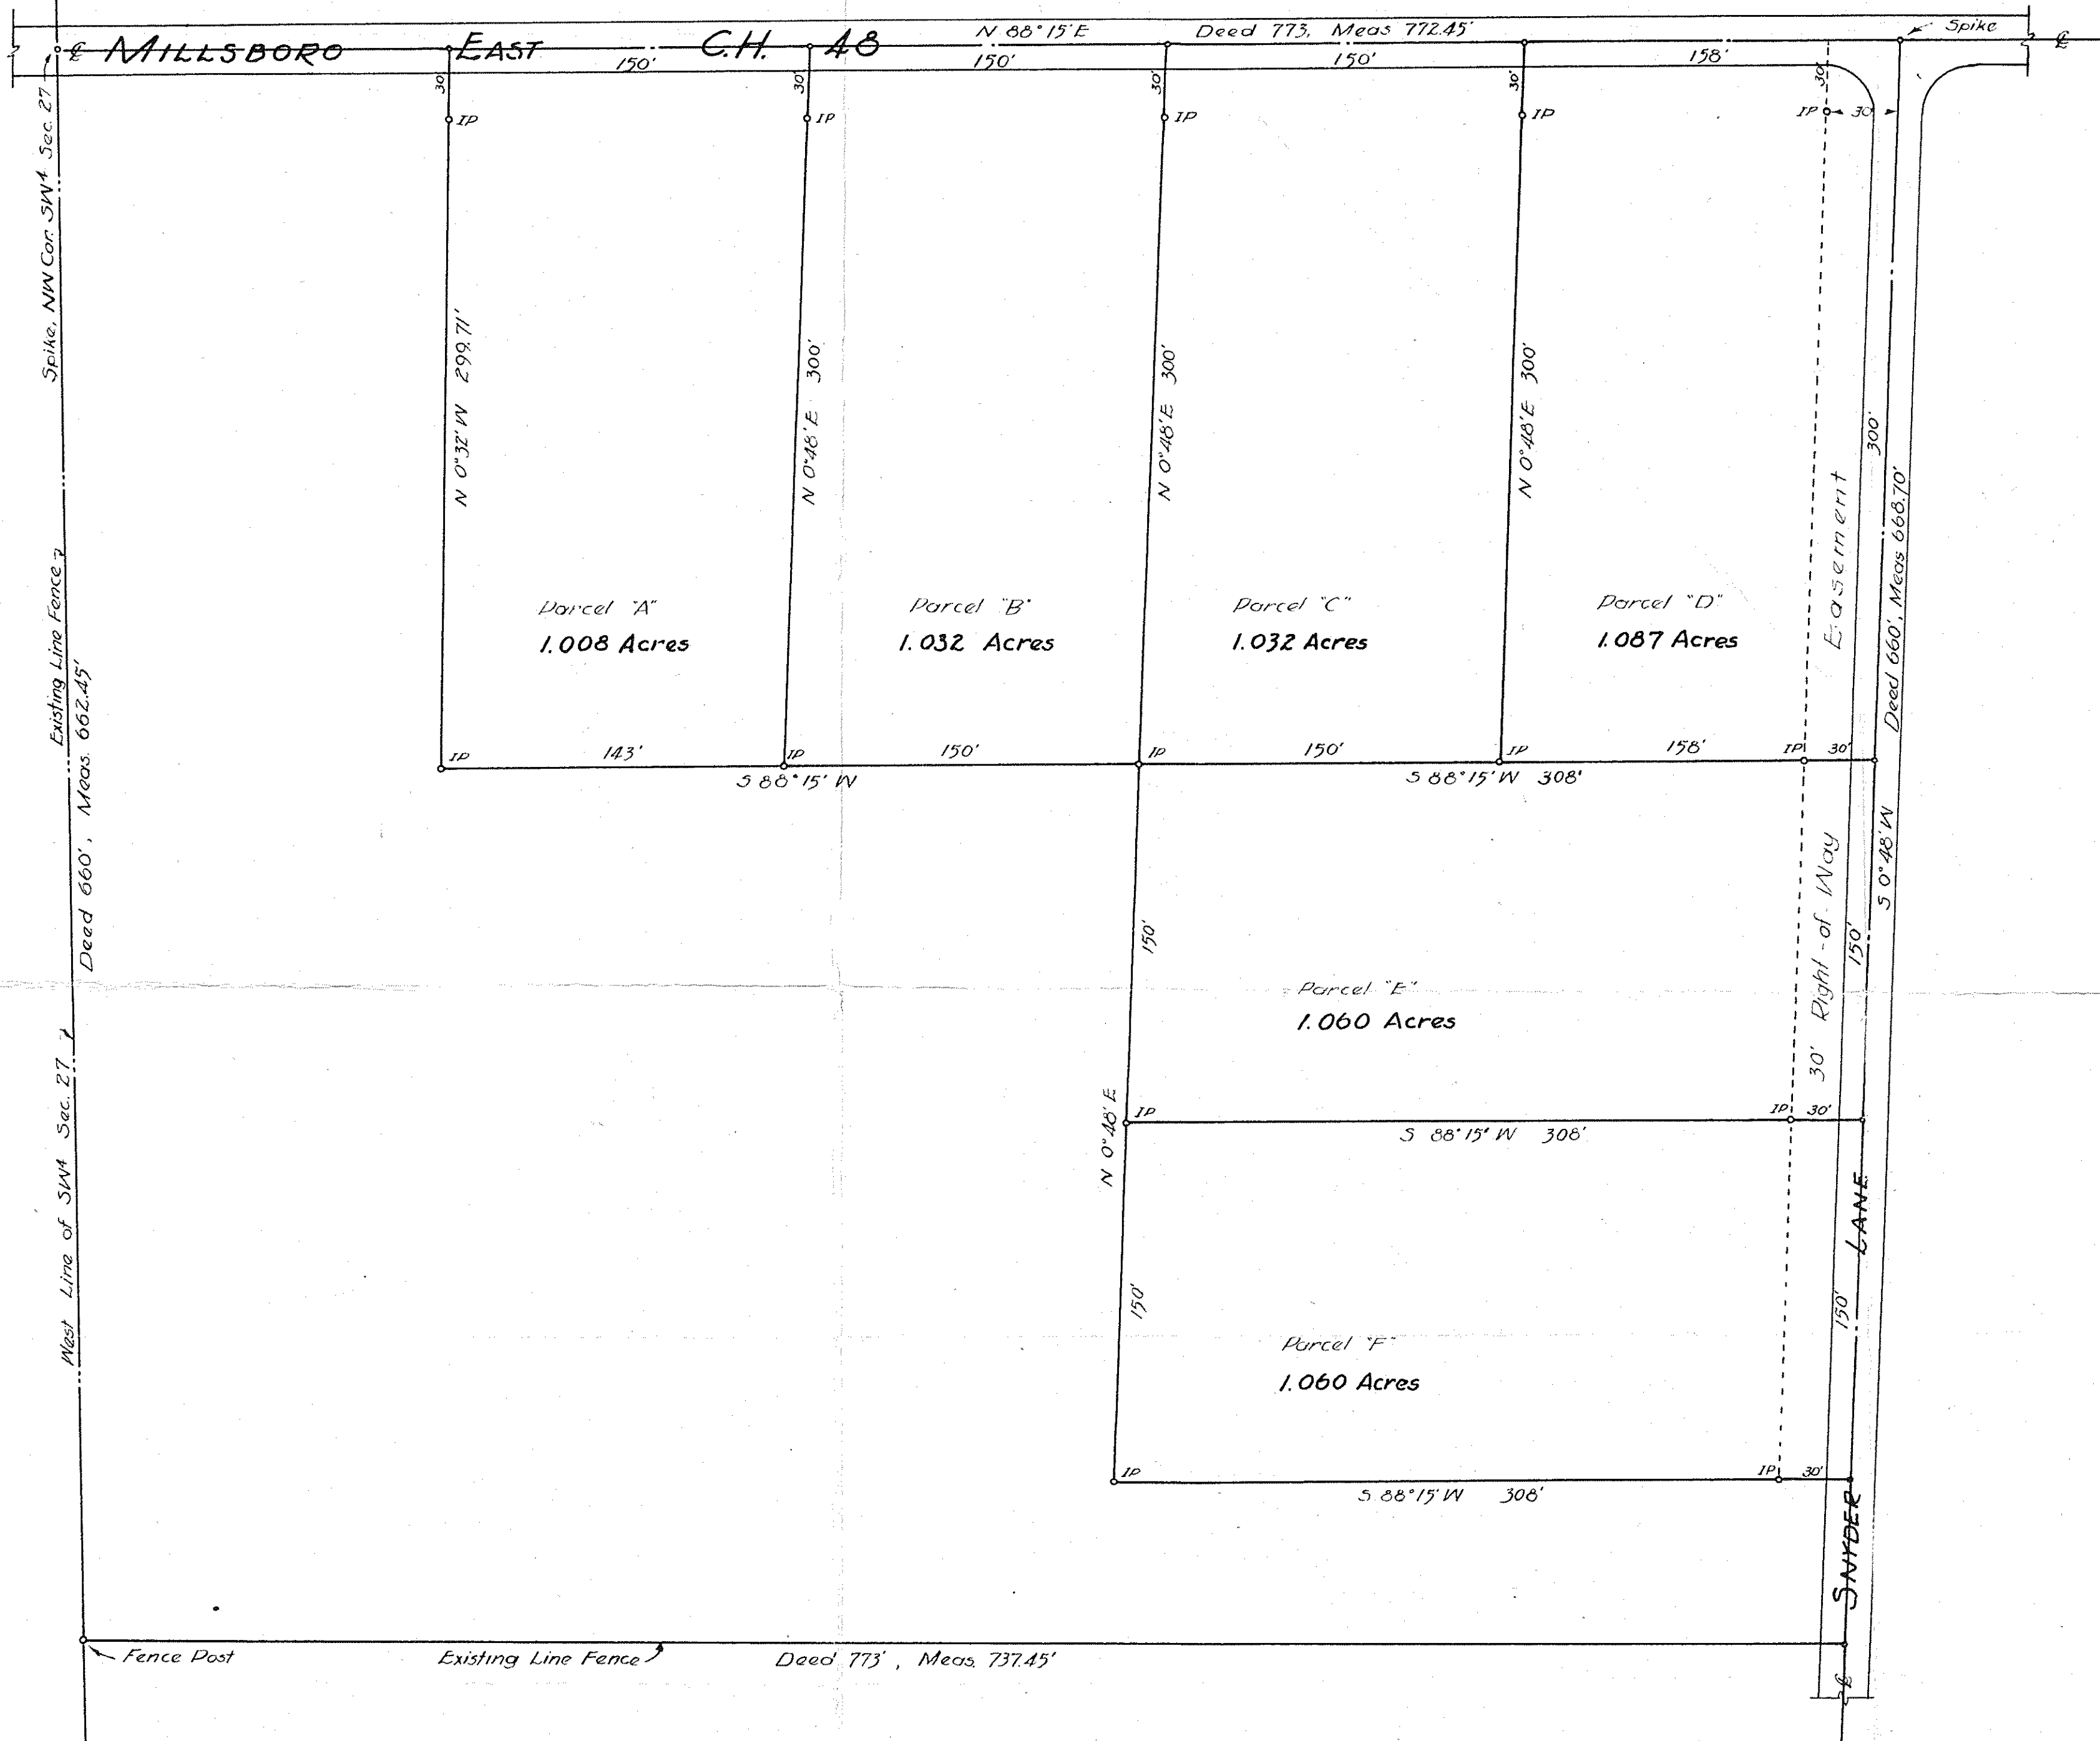 N 88°15'E Deed 773, Meas 772.45'
Spike
℄ MILLSBORO EAST C.H. 48 ℄
150' 150' 150' 158'
30' 30' 30' 30' 30'
IP IP IP IP IP 30'
Spike, NW Cor. SW⁴ Sec. 27
Existing Line Fence
Deed 660', Meas. 662.45'
West Line of SW⁴ Sec. 27
N 0°32'W 299.71'
N 0°48'E 300'
N 0°48'E 300'
N 0°48'E 300'
300'
Deed 660', Meas 668.70'
S 0°48'W
Parcel "A"
1.008 Acres
Parcel "B"
1.032 Acres
Parcel "C"
1.032 Acres
Parcel "D"
1.087 Acres
30' Right-of-Way Easement
IP 143' IP 150' IP 150' IP 158' IP 30'
S 88°15' W
S 88°15'W 308'
150'
150'
Parcel "E"
1.060 Acres
N 0°48'E
IP IP 30'
S 88°15' W 308'
150'
150'
Parcel "F"
1.060 Acres
IP IP 30'
S 88°15'W 308'
SNYDER LANE
Fence Post
Existing Line Fence
Deed 773', Meas. 737.45'
℄